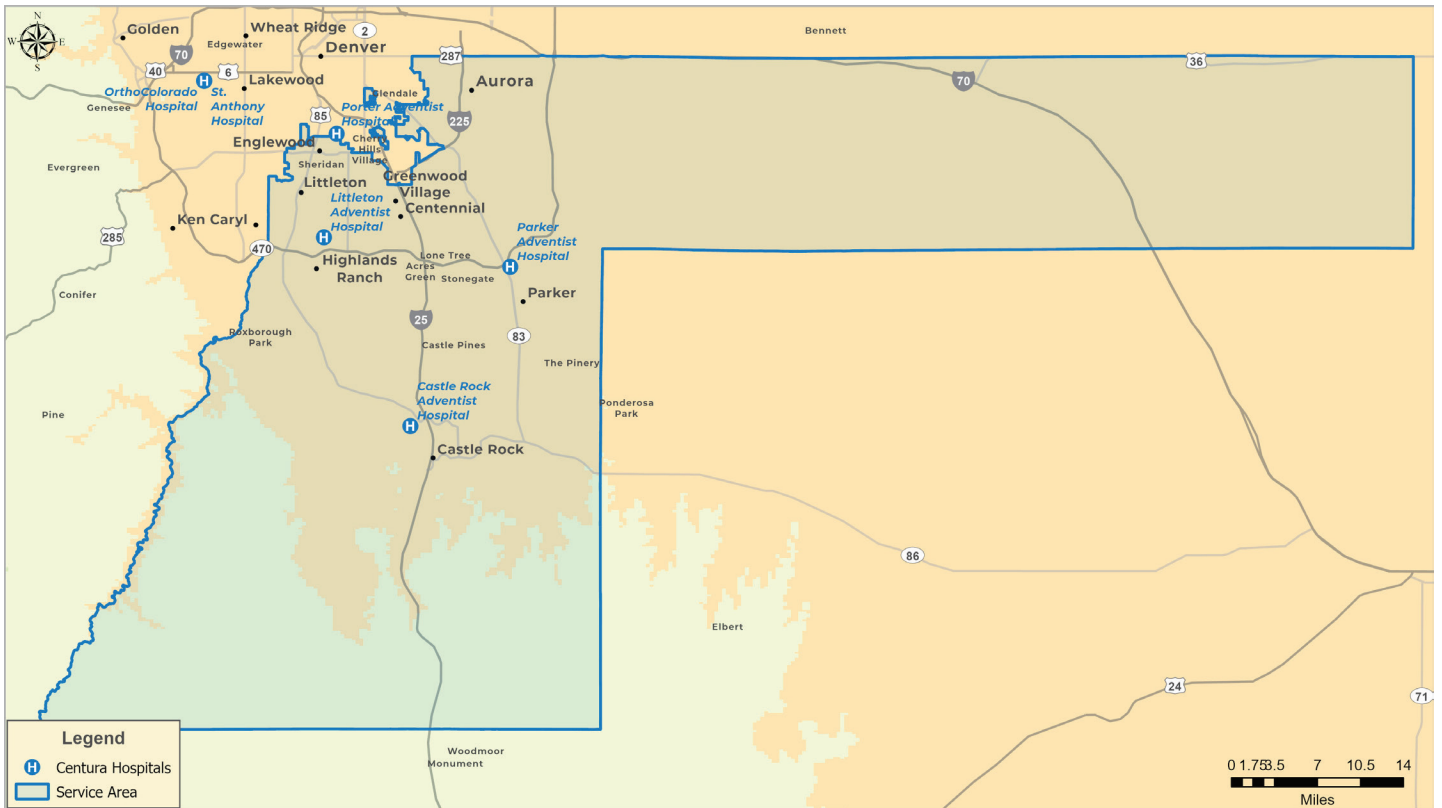 N
W
E
S
Golden
Wheat Ridge
Edgewater
2
Denver
70
287
Bennett
36
70
40
6
Lakewood
Aurora
OrthoColorado
Hospital
St.
Anthony
Hospital
Genesee
Glendale
Porter Adventist
Hospital
85
225
Englewood
Cherry
Hills
Village
Sheridan
Evergreen
Greenwood
Village
Littleton
Littleton
Adventist
Hospital
Centennial
Ken Caryl
285
470
Parker
Adventist
Hospital
Highlands
Ranch
Lone Tree
Acres
Green
Stonegate
Conifer
Parker
25
Roxborough
Park
83
Castle Pines
The Pinery
Castle Rock
Adventist
Hospital
Pine
Ponderosa
Park
Castle Rock
86
Elbert
24
71
Woodmoor
Monument
Legend
H Centura Hospitals
Service Area
0 1.75 3.5 7 10.5 14
Miles